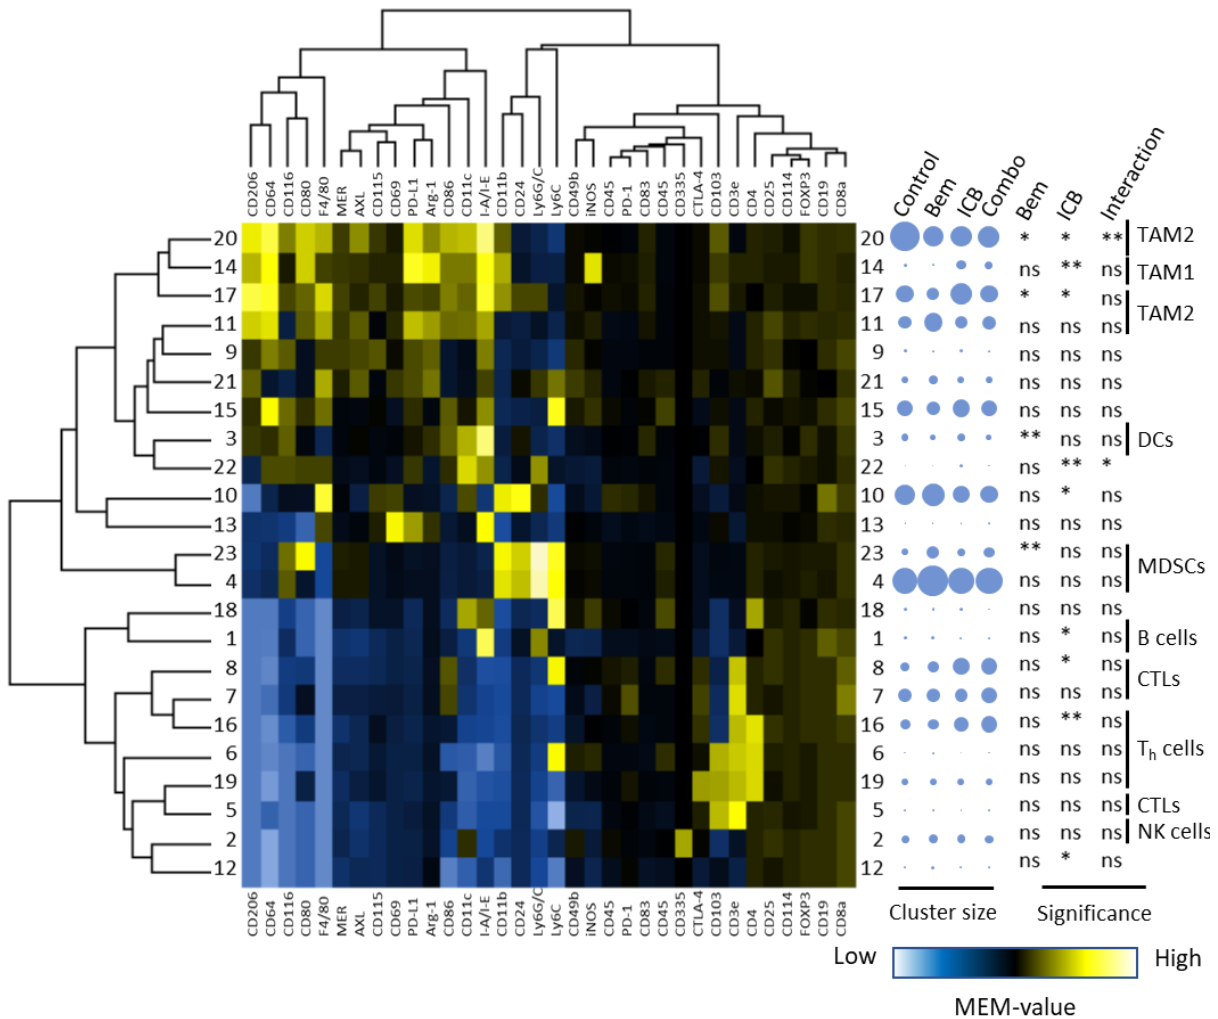 Control Bem ICB Combo Bem ICB Interaction
CD206 CD64 CD116 CD80 F4/80 MER AXL CD115 CD69 PD-L1 Arg-1 CD86 CD11c I-A/I-E CD11b CD24 Ly6G/C Ly6C CD49b iNOS CD45 PD-1 CD83 CD45 CD335 CTLA-4 CD103 CD3e CD4 CD25 CD114 FOXP3 CD19 CD8a
20 20 * * ** TAM2
14 14 ns ** ns TAM1
17 17 * * ns TAM2
11 11 ns ns ns
9 9 ns ns ns
21 21 ns ns ns
15 15 ns ns ns
3 3 ** ns ns DCs
22 22 ns ** *
10 10 ns * ns
13 13 ns ns ns
23 23 ** ns ns MDSCs
4 4 ns ns ns
18 18 ns ns ns
1 1 ns * ns B cells
8 8 ns * ns CTLs
7 7 ns ns ns
16 16 ns ** ns
6 6 ns ns ns Th cells
19 19 ns ns ns
5 5 ns ns ns CTLs
2 2 ns ns ns NK cells
12 12 ns * ns
CD206 CD64 CD116 CD80 F4/80 MER AXL CD115 CD69 PD-L1 Arg-1 CD86 CD11c I-A/I-E CD11b CD24 Ly6G/C Ly6C CD49b iNOS CD45 PD-1 CD83 CD45 CD335 CTLA-4 CD103 CD3e CD4 CD25 CD114 FOXP3 CD19 CD8a
Cluster size Significance
Low High
MEM-value